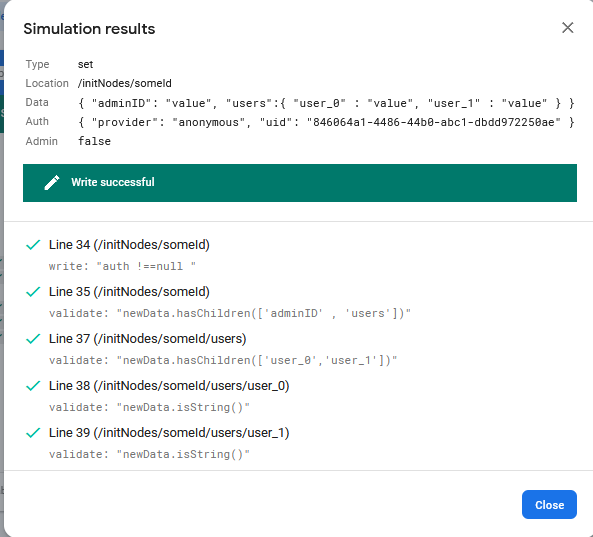 Simulation results
Type set
Location /initNodes/someId
Data { "adminID": "value", "users":{ "user_0" : "value", "user_1" : "value" } }
Auth { "provider": "anonymous", "uid": "846064a1-4486-44b0-abc1-dbdd972250ae" }
Admin false
Write successful
Line 34 (/initNodes/someId)
write: "auth !==null "
Line 35 (/initNodes/someId)
validate: "newData.hasChildren(['adminID' , 'users'])"
Line 37 (/initNodes/someId/users)
validate: "newData.hasChildren(['user_0','user_1'])"
Line 38 (/initNodes/someId/users/user_0)
validate: "newData.isString()"
Line 39 (/initNodes/someId/users/user_1)
validate: "newData.isString()"
Close